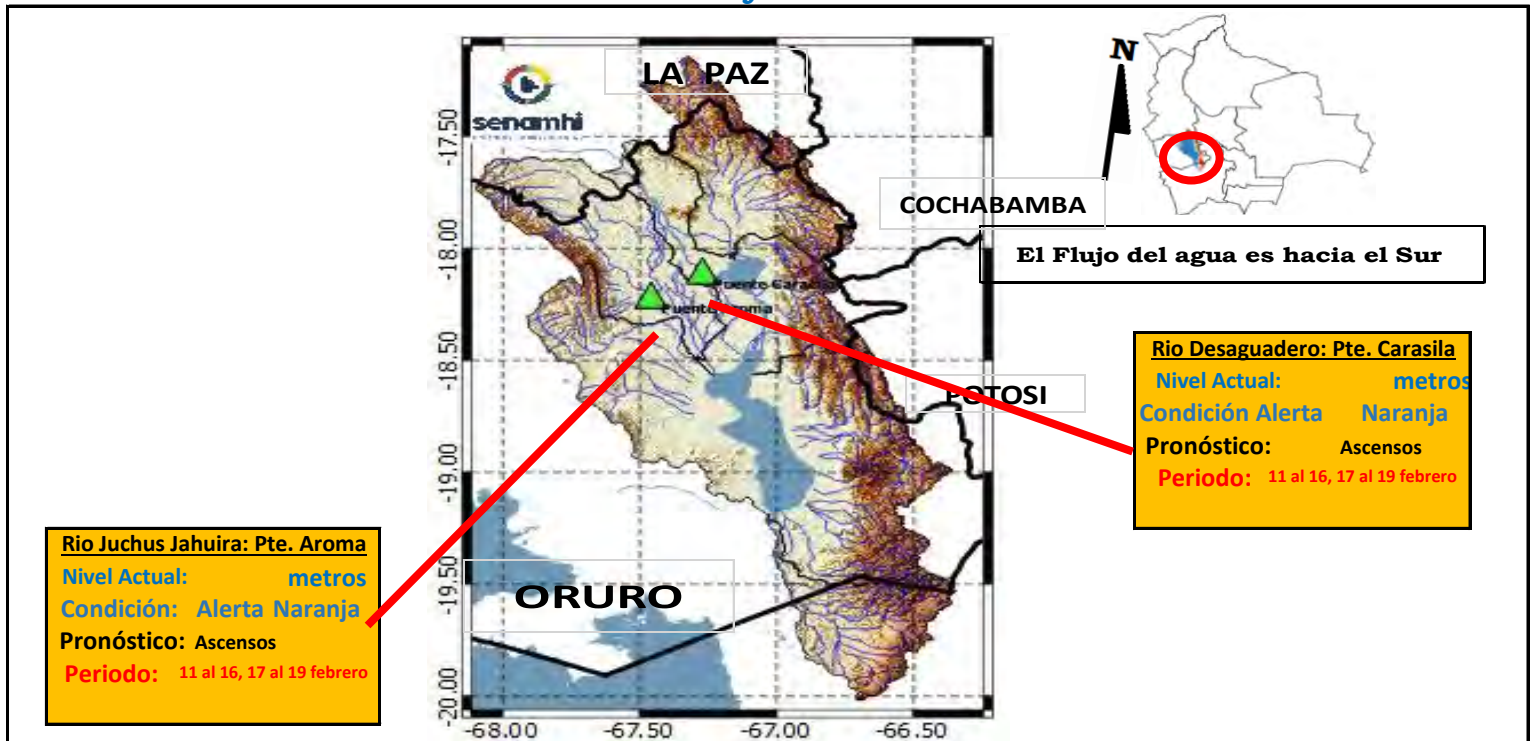 LA PAZ
senamhi
N
COCHABAMBA
El Flujo del agua es hacia el Sur
POTOSI
ORURO
Rio Desaguadero: Pte. Carasila
Nivel Actual: metros
Condición Alerta Naranja
Pronóstico: Ascensos
Periodo: 11 al 16, 17 al 19 febrero
Rio Juchus Jahuira: Pte. Aroma
Nivel Actual: metros
Condición: Alerta Naranja
Pronóstico: Ascensos
Periodo: 11 al 16, 17 al 19 febrero
Puente
Puente
-17.50
-18.00
-18.50
-19.00
-19.50
-20.00
-68.00 -67.50 -67.00 -66.50